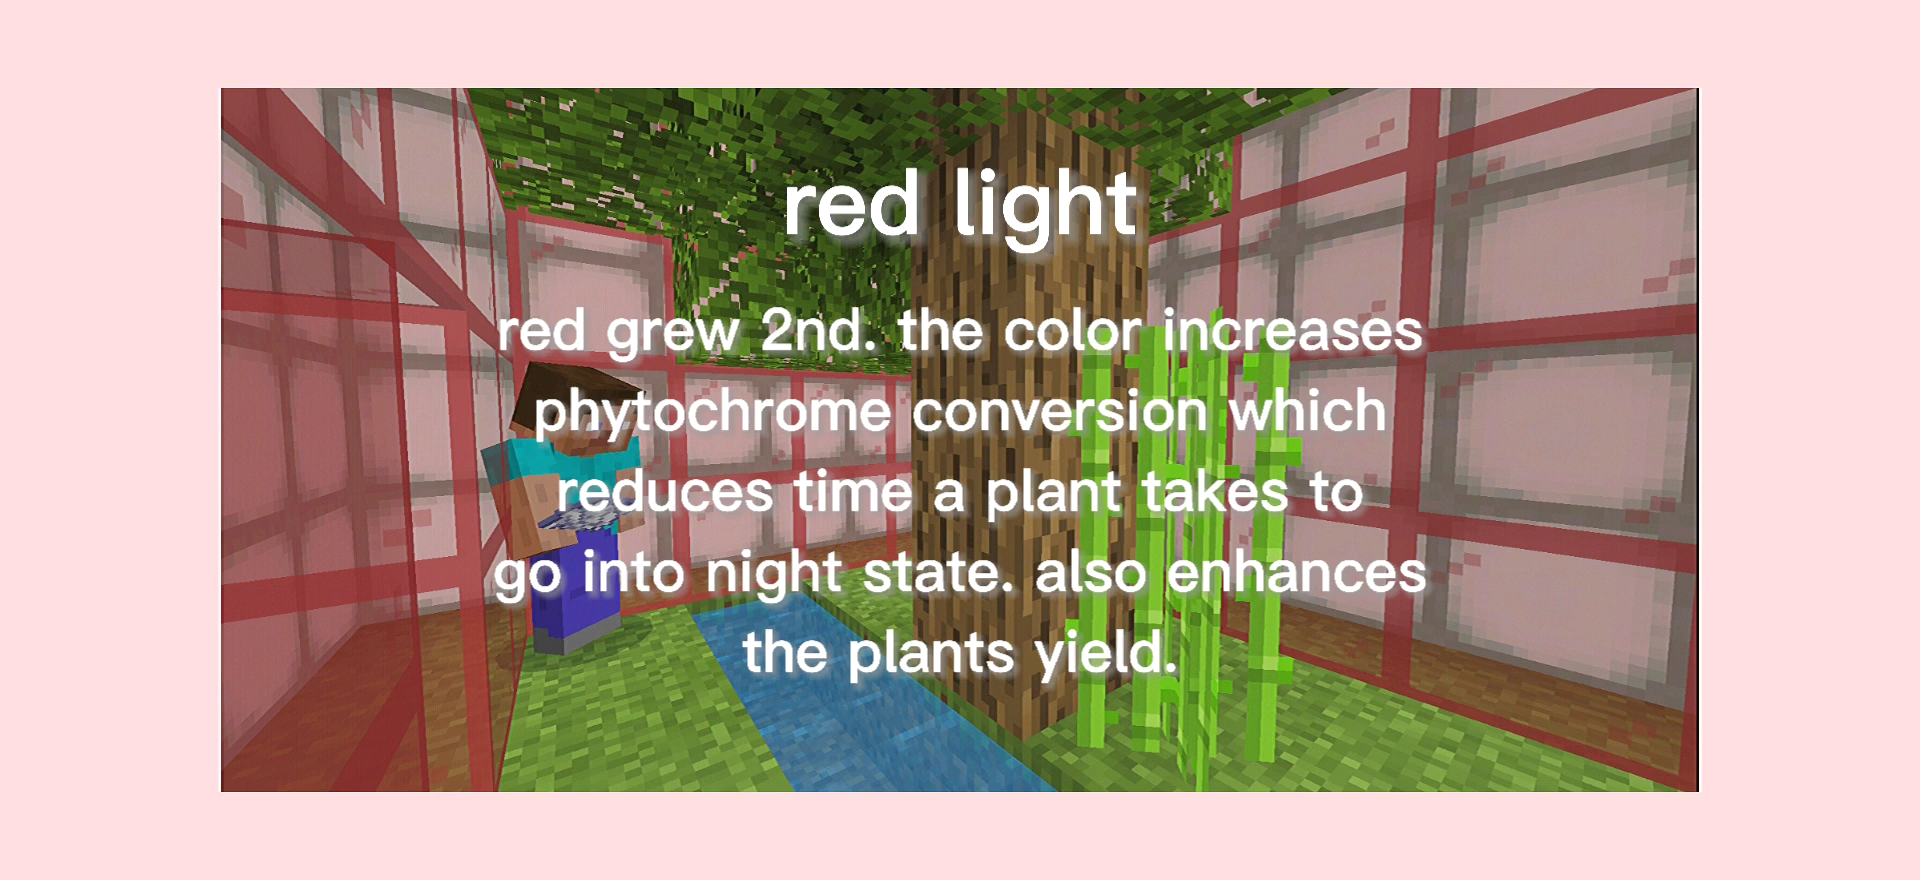 red light
red grew 2nd. the color increases
phytochrome conversion which
reduces time a plant takes to
go into night state. also enhances
the plants yield.